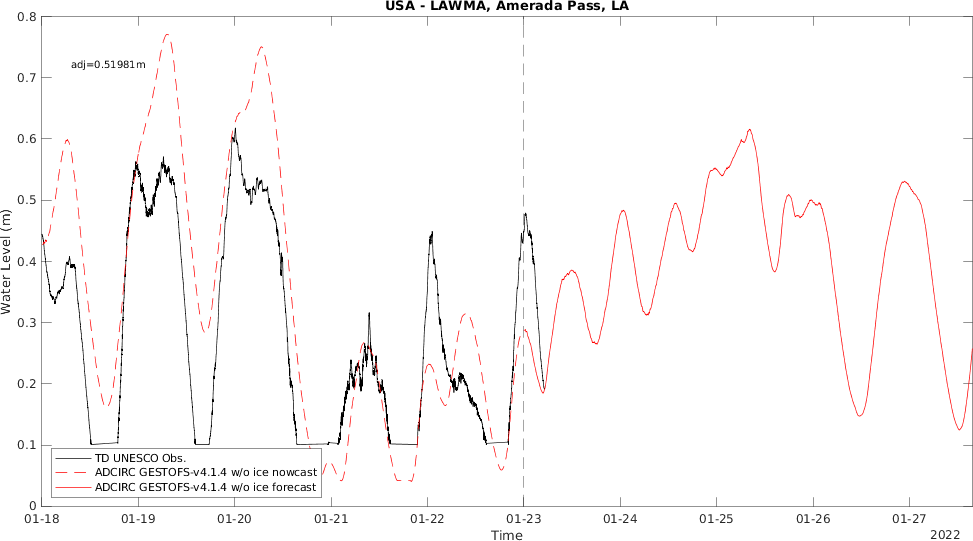 USA - LAWMA, Amerada Pass, LA
0.8
0.7
0.6
0.5
0.4
0.3
0.2
0.1
0
Water Level (m)
adj=0.51981m
TD UNESCO Obs.
ADCIRC GESTOFS-v4.1.4 w/o ice nowcast
ADCIRC GESTOFS-v4.1.4 w/o ice forecast
01-18 01-19 01-20 01-21 01-22 01-23 01-24 01-25 01-26 01-27
Time
2022